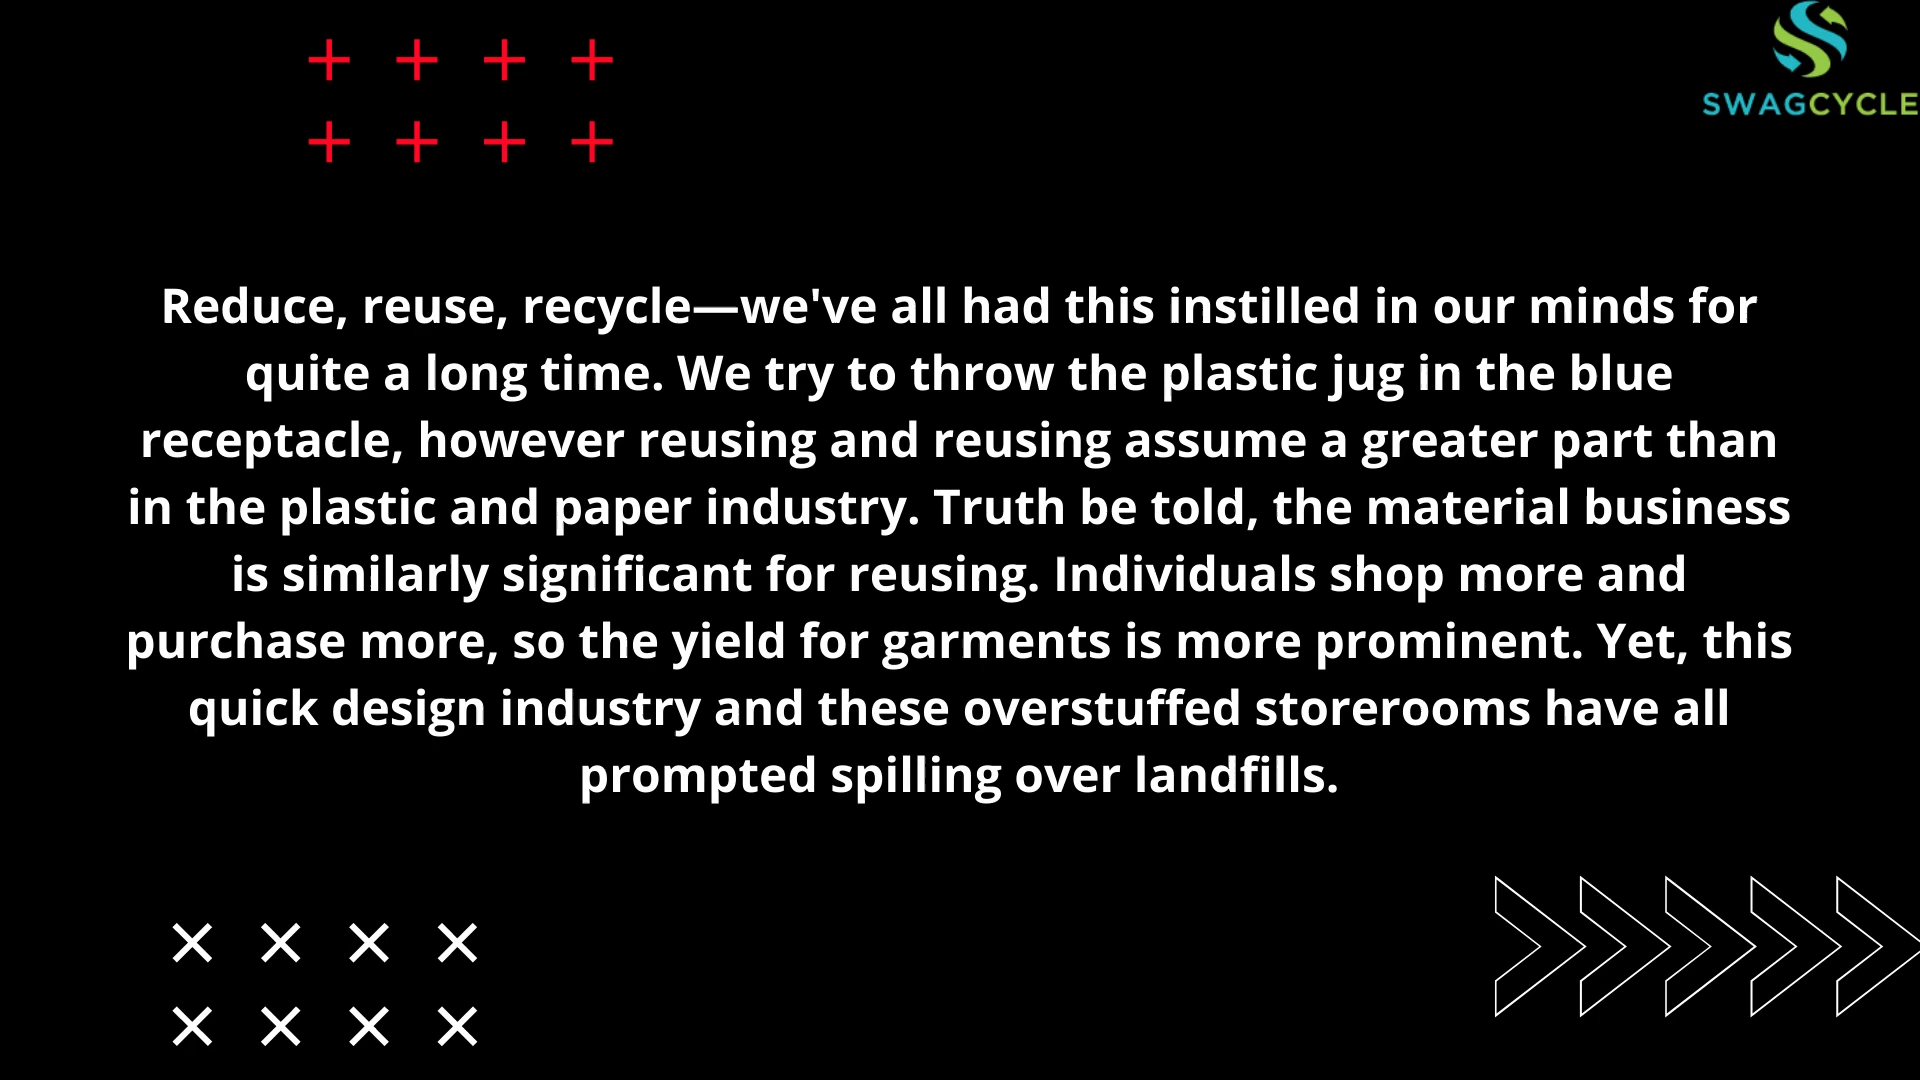 SWAGCYCLE
Reduce, reuse, recycle—we've all had this instilled in our minds for
quite a long time. We try to throw the plastic jug in the blue
receptacle, however reusing and reusing assume a greater part than
in the plastic and paper industry. Truth be told, the material business
is similarly significant for reusing. Individuals shop more and
purchase more, so the yield for garments is more prominent. Yet, this
quick design industry and these overstuffed storerooms have all
prompted spilling over landfills.